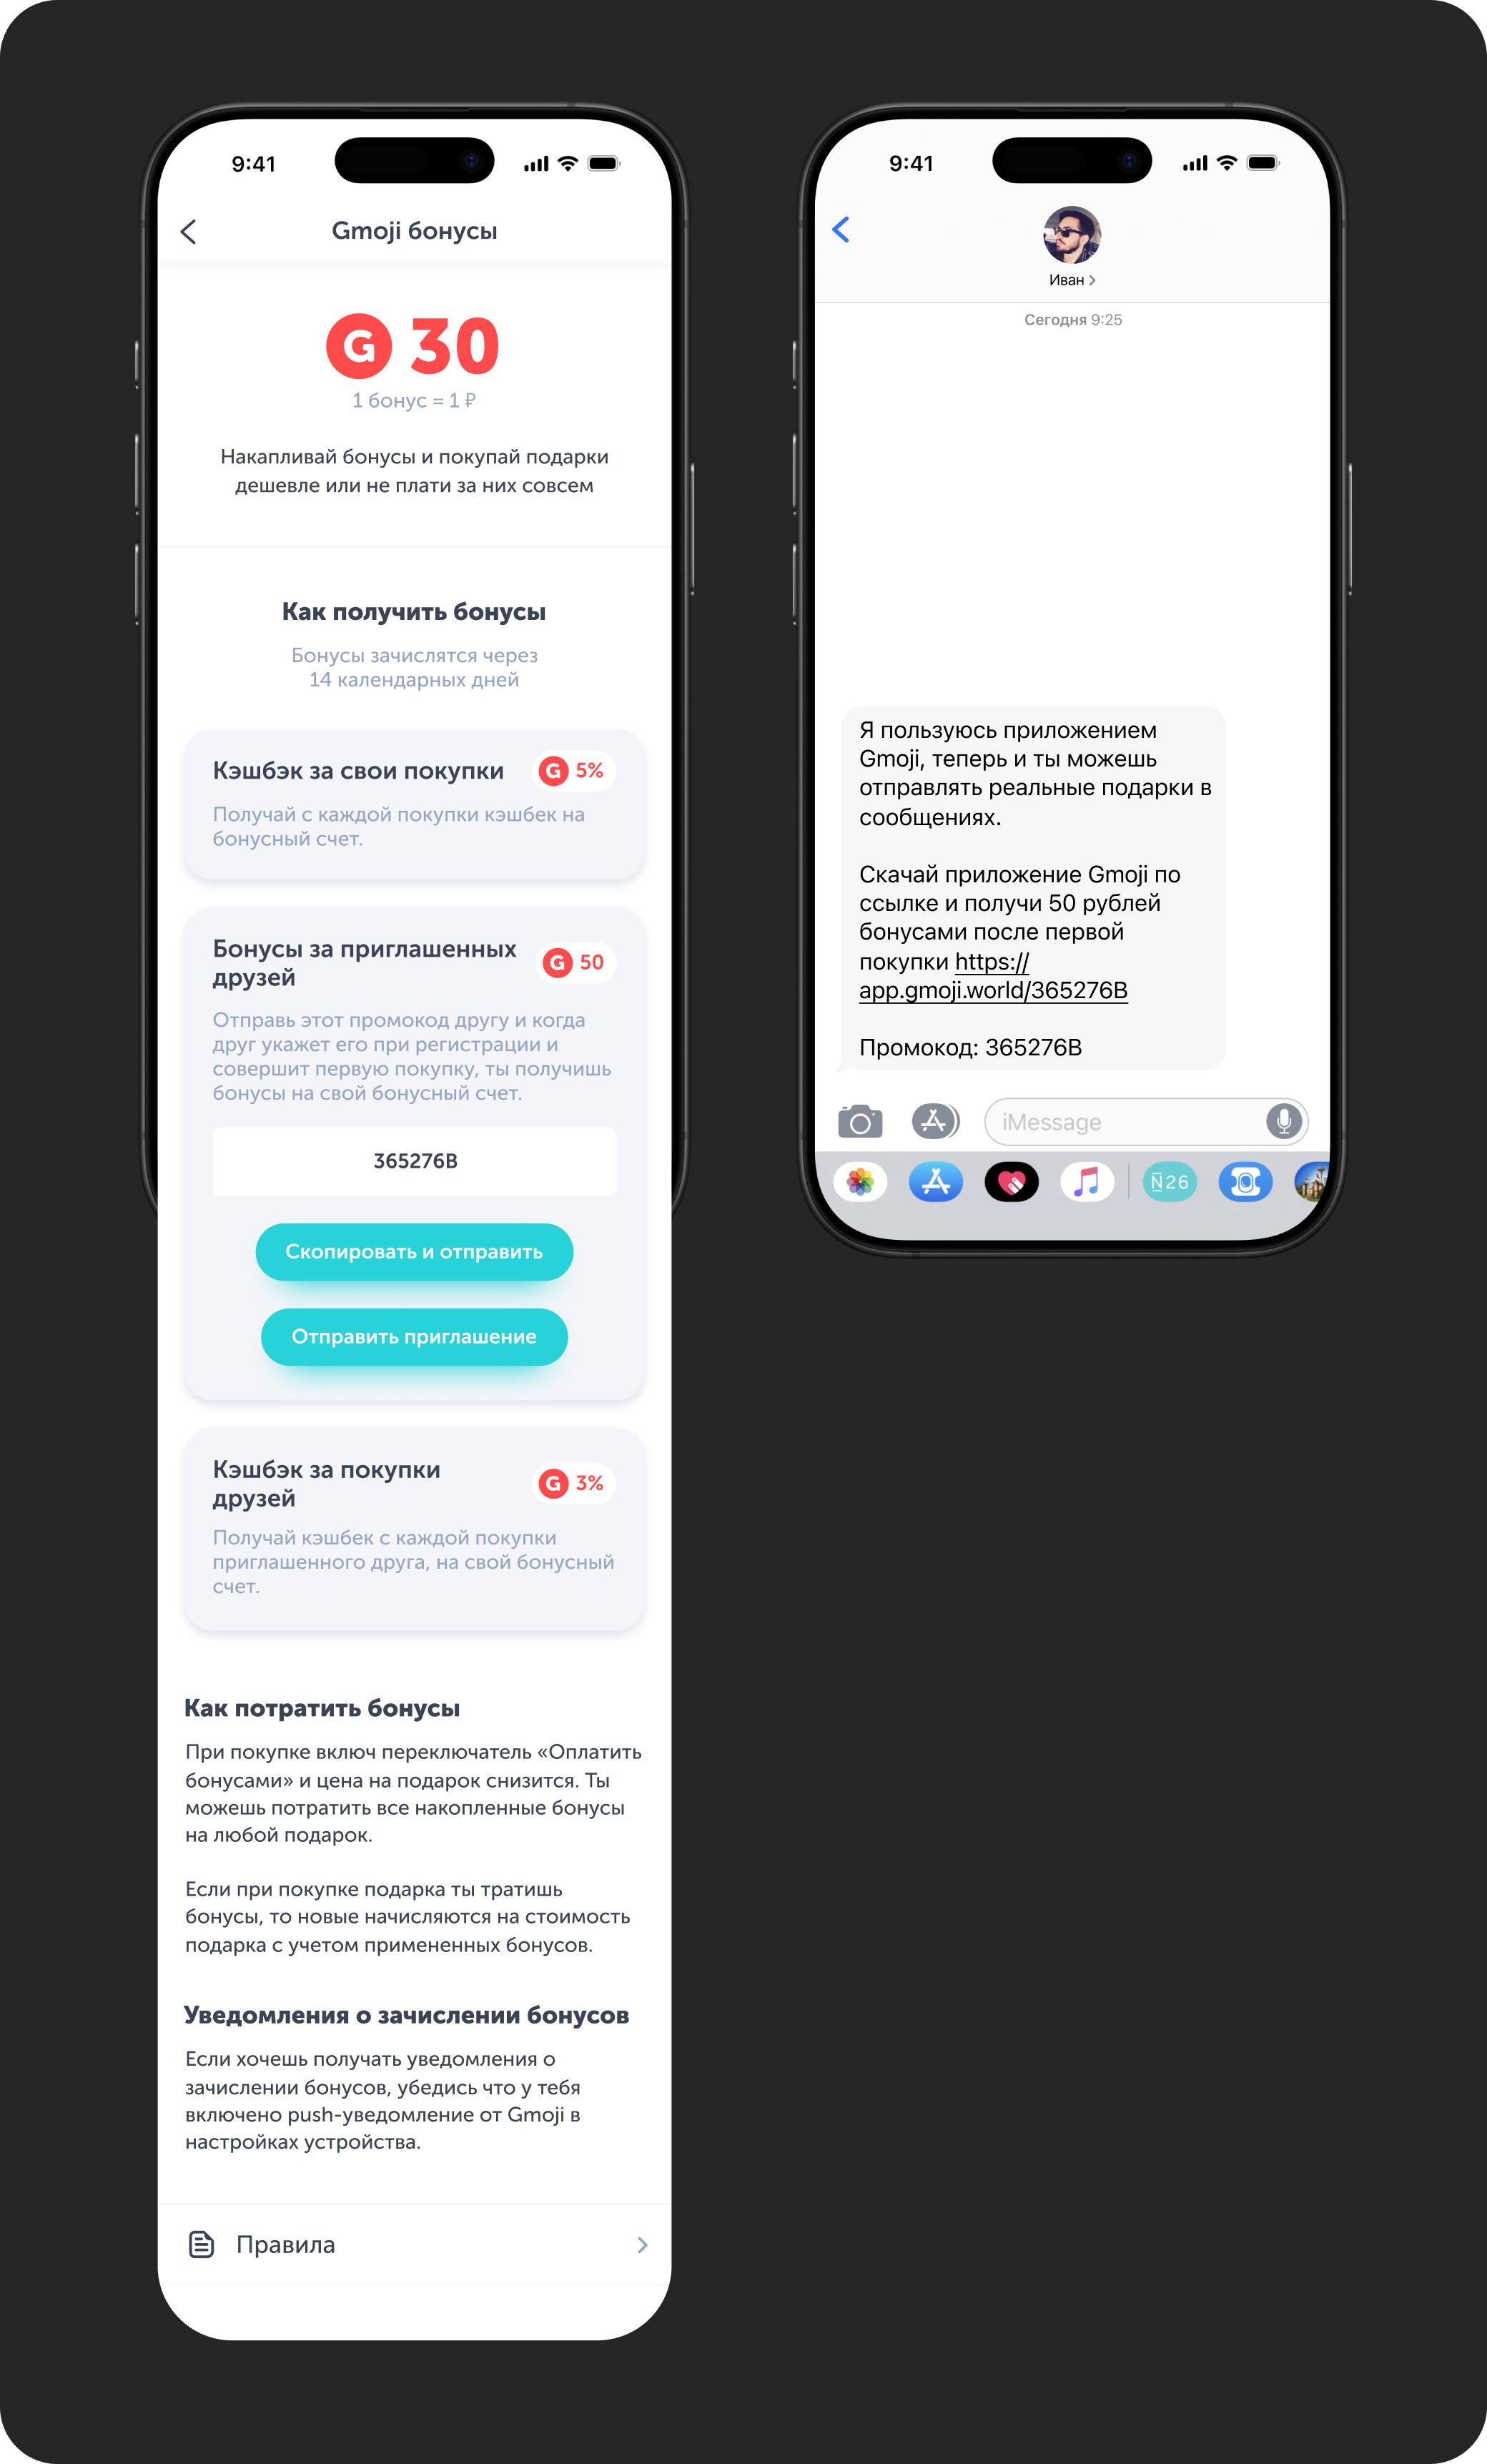 9:41
Gmoji бонусы
G 30
1 бонус = 1 ₽
Накапливай бонусы и покупай подарки
дешевле или не плати за них совсем
Как получить бонусы
Бонусы зачислятся через
14 календарных дней
Кэшбэк за свои покупки
G 5%
Получай с каждой покупки кэшбек на
бонусный счет.
Бонусы за приглашенных
друзей
G 50
Отправь этот промокод другу и когда
друг укажет его при регистрации и
совершит первую покупку, ты получишь
бонусы на свой бонусный счет.
365276B
Скопировать и отправить
Отправить приглашение
Кэшбэк за покупки
друзей
G 3%
Получай кэшбек с каждой покупки
приглашенного друга, на свой бонусный
счет.
Как потратить бонусы
При покупке включ переключатель «Оплатить
бонусами» и цена на подарок снизится. Ты
можешь потратить все накопленные бонусы
на любой подарок.
Если при покупке подарка ты тратишь
бонусы, то новые начисляются на стоимость
подарка с учетом примененных бонусов.
Уведомления о зачислении бонусов
Если хочешь получать уведомления о
зачислении бонусов, убедись что у тебя
включено push-уведомление от Gmoji в
настройках устройства.
Правила
9:41
Иван
Сегодня 9:25
Я пользуюсь приложением
Gmoji, теперь и ты можешь
отправлять реальные подарки в
сообщениях.
Скачай приложение Gmoji по
ссылке и получи 50 рублей
бонусами после первой
покупки https://
app.gmoji.world/365276B
Промокод: 365276B
iMessage
N26